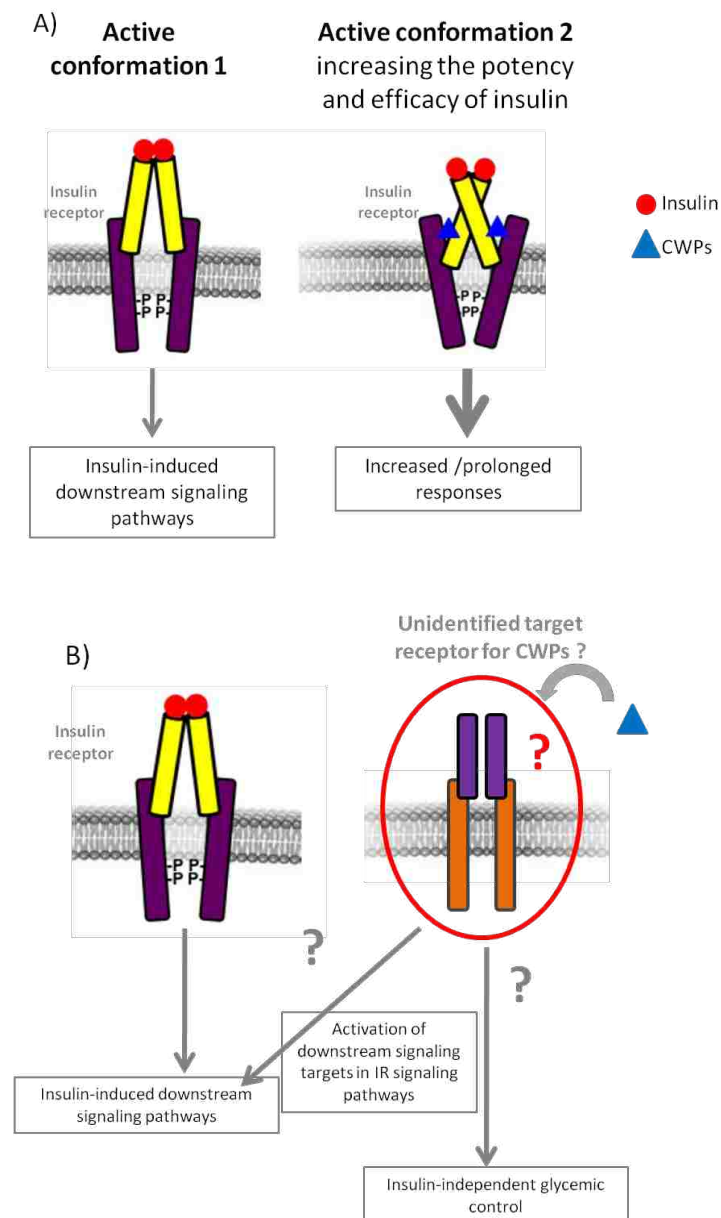 A)
Active
conformation 1
Active conformation 2
increasing the potency
and efficacy of insulin
Insulin
receptor
Insulin
receptor
Insulin
CWPs
-P P-
-P P-
-P P-
PP
Insulin-induced
downstream signaling
pathways
Increased /prolonged
responses
B)
Unidentified target
receptor for CWPs ?
Insulin
receptor
?
-P P-
-P P-
?
?
Activation of
downstream signaling
targets in IR signaling
pathways
Insulin-induced downstream
signaling pathways
Insulin-independent glycemic
control